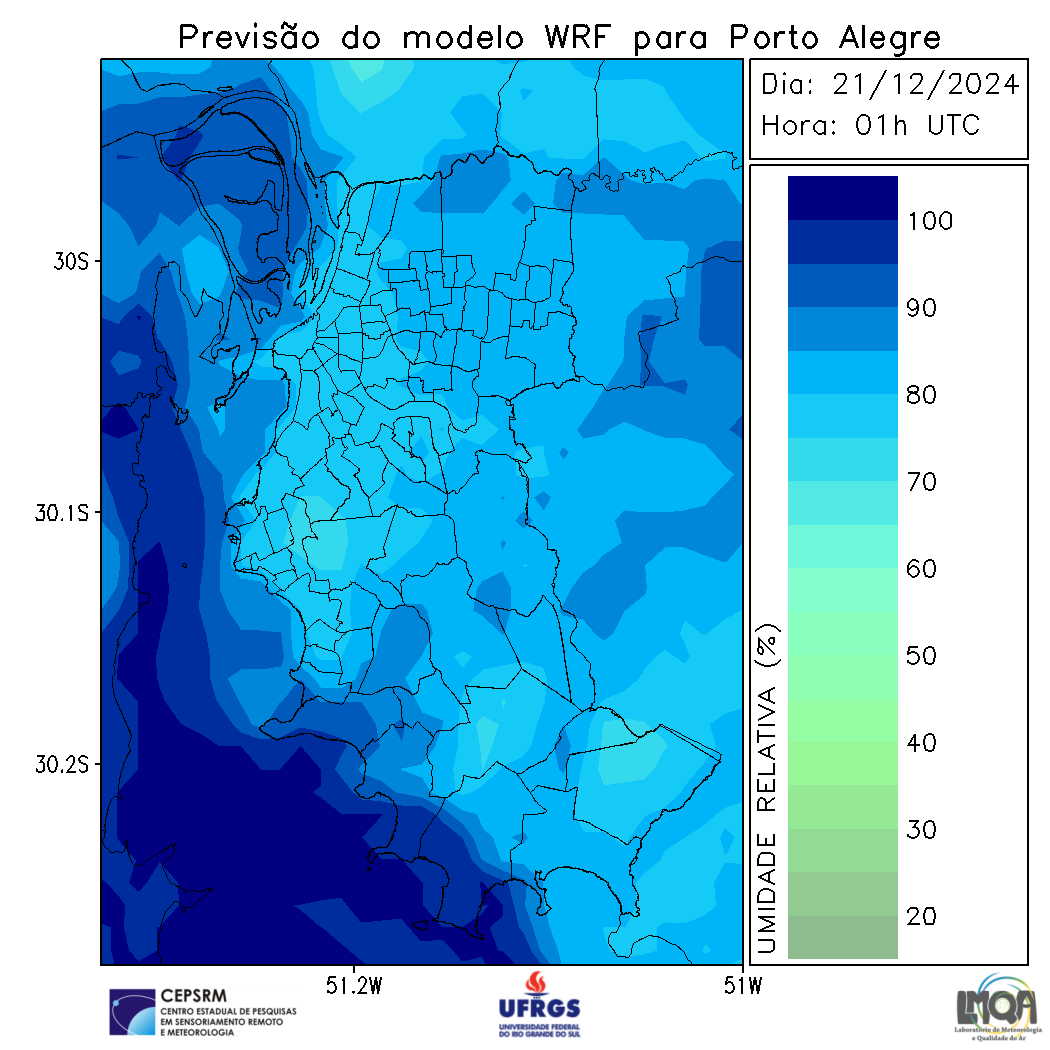 Previsão do modelo WRF para Porto Alegre
Dia: 21/12/2024
Hora: 01h UTC
30S
30.1S
30.2S
51.2W
51W
100
90
80
70
60
50
40
30
20
UMIDADE RELATIVA (%)
CEPSRM
CENTRO ESTADUAL DE PESQUISAS
EM SENSORIAMENTO REMOTO
E METEOROLOGIA
UFRGS
UNIVERSIDADE FEDERAL
DO RIO GRANDE DO SUL
LMQA
Laboratório de Meteorologia
e Qualidade do Ar